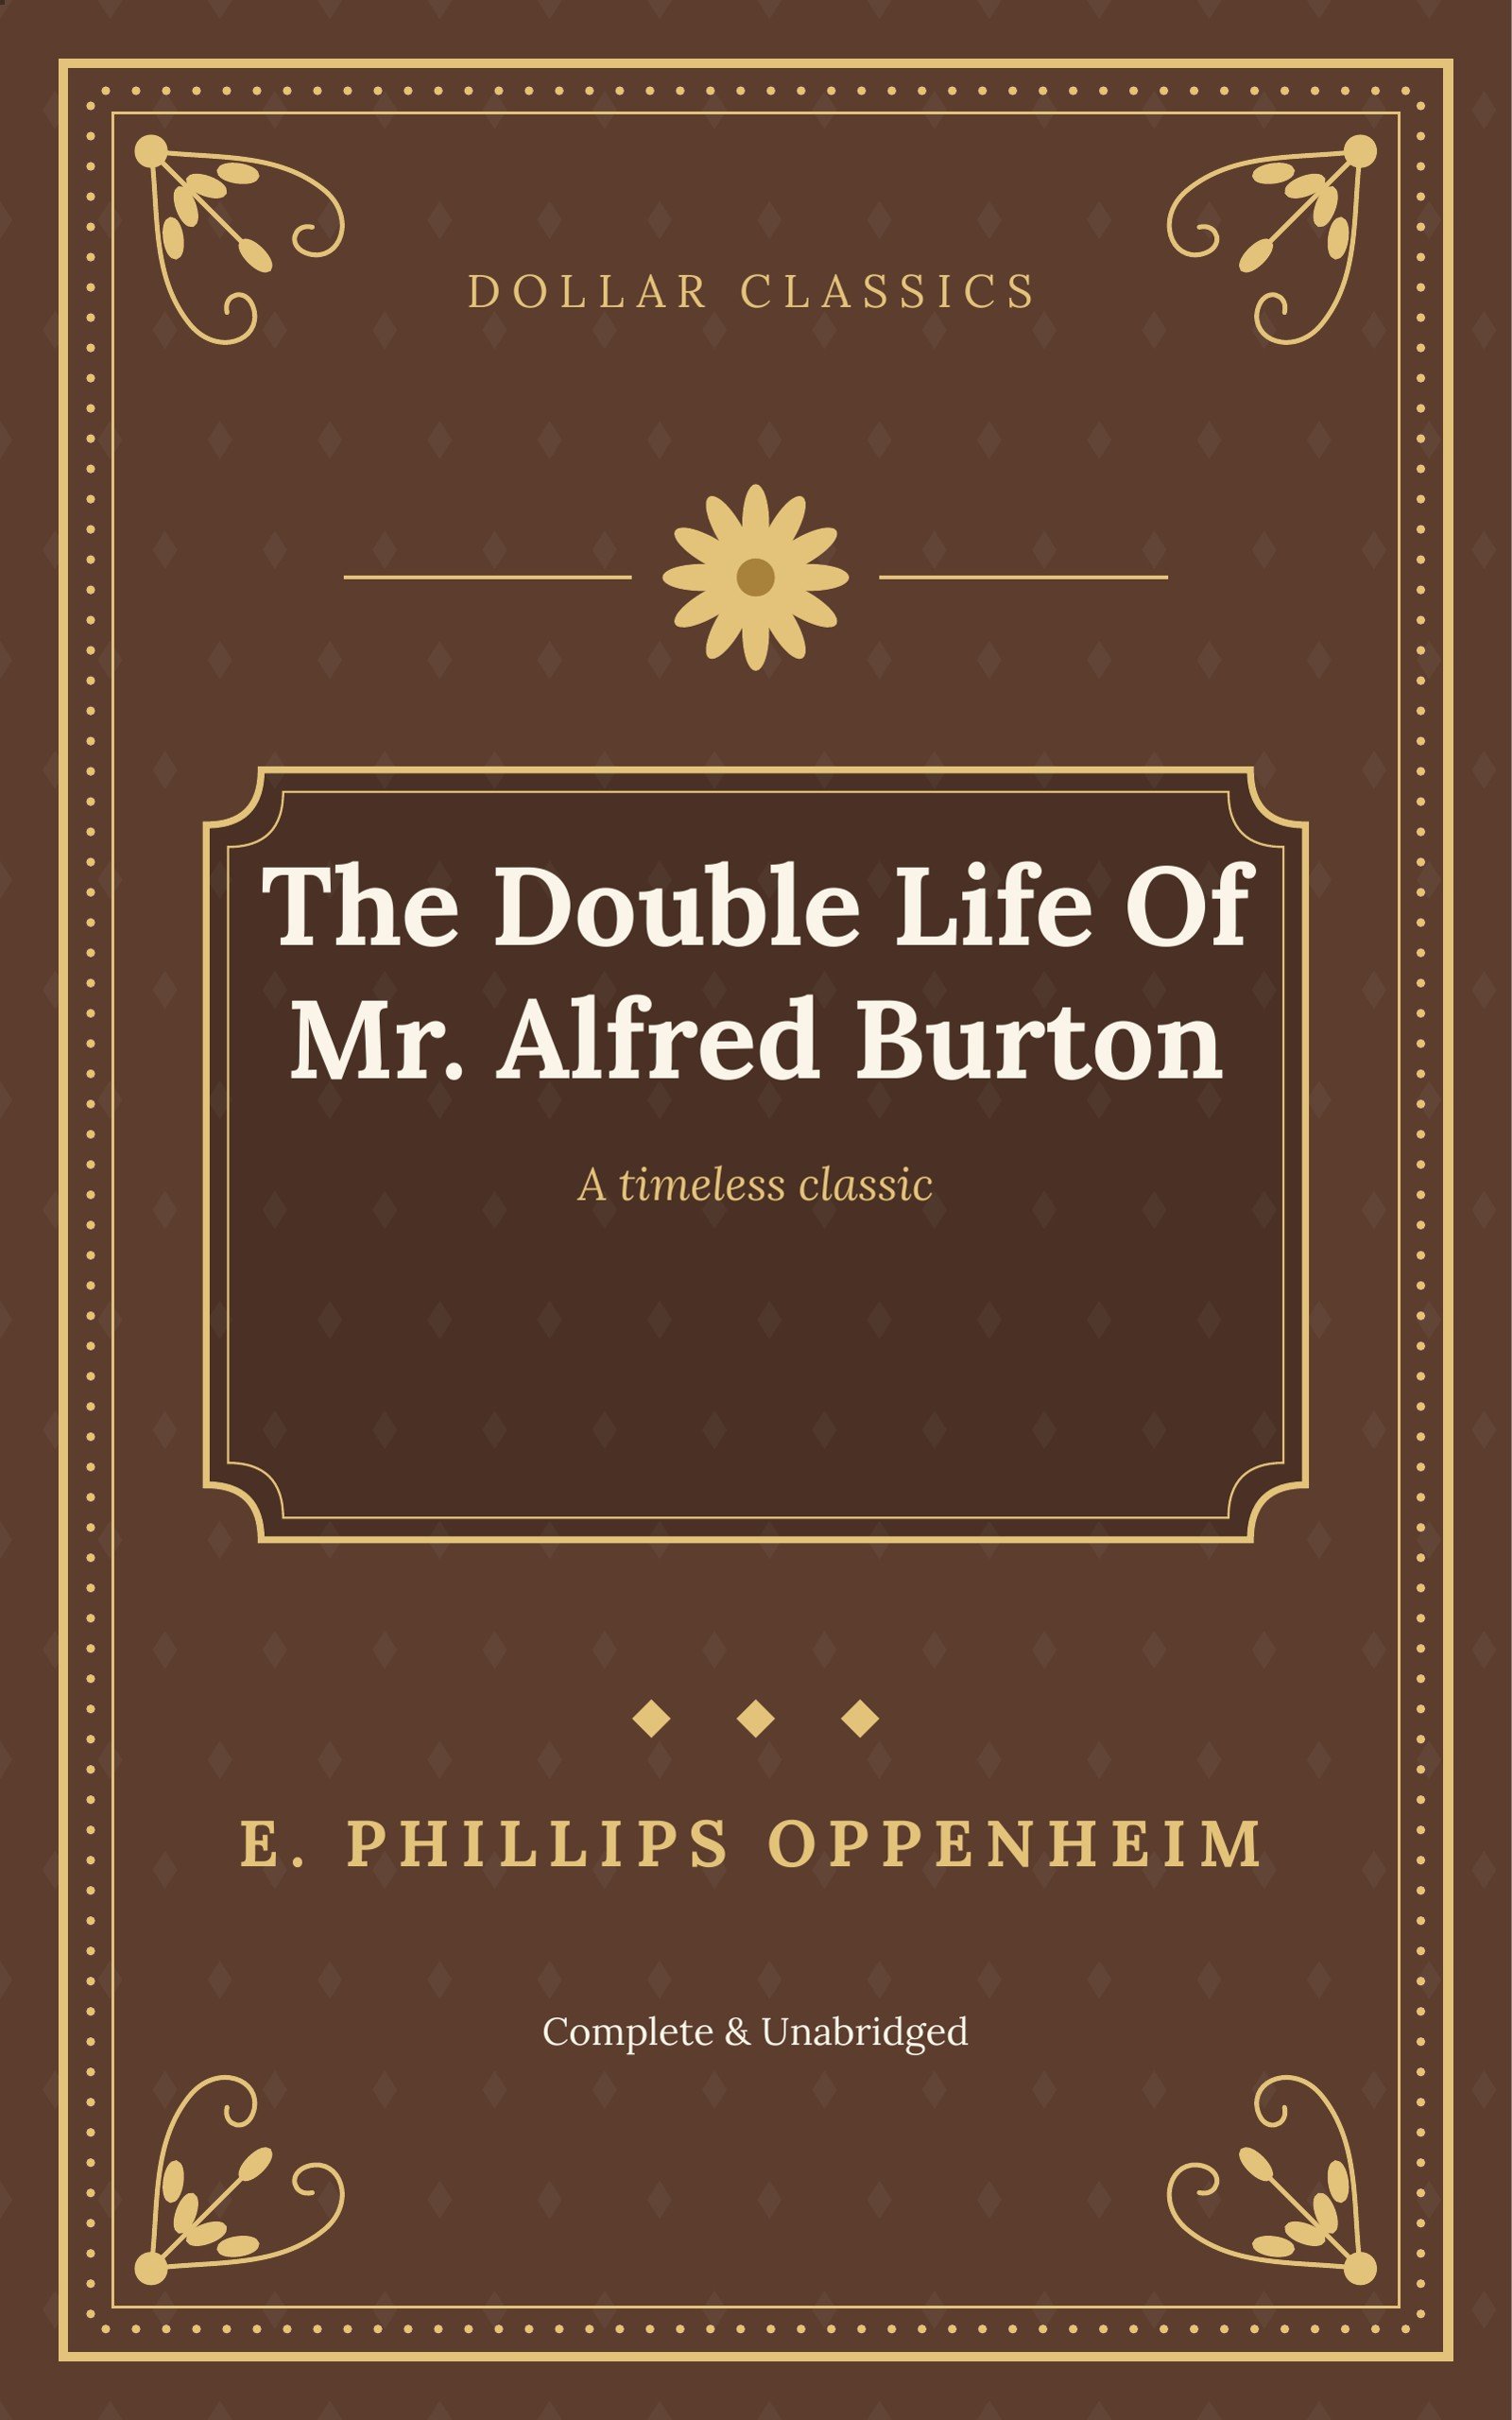 DOLLAR CLASSICS
The Double Life Of
Mr. Alfred Burton
A timeless classic
E. PHILLIPS OPPENHEIM
Complete & Unabridged